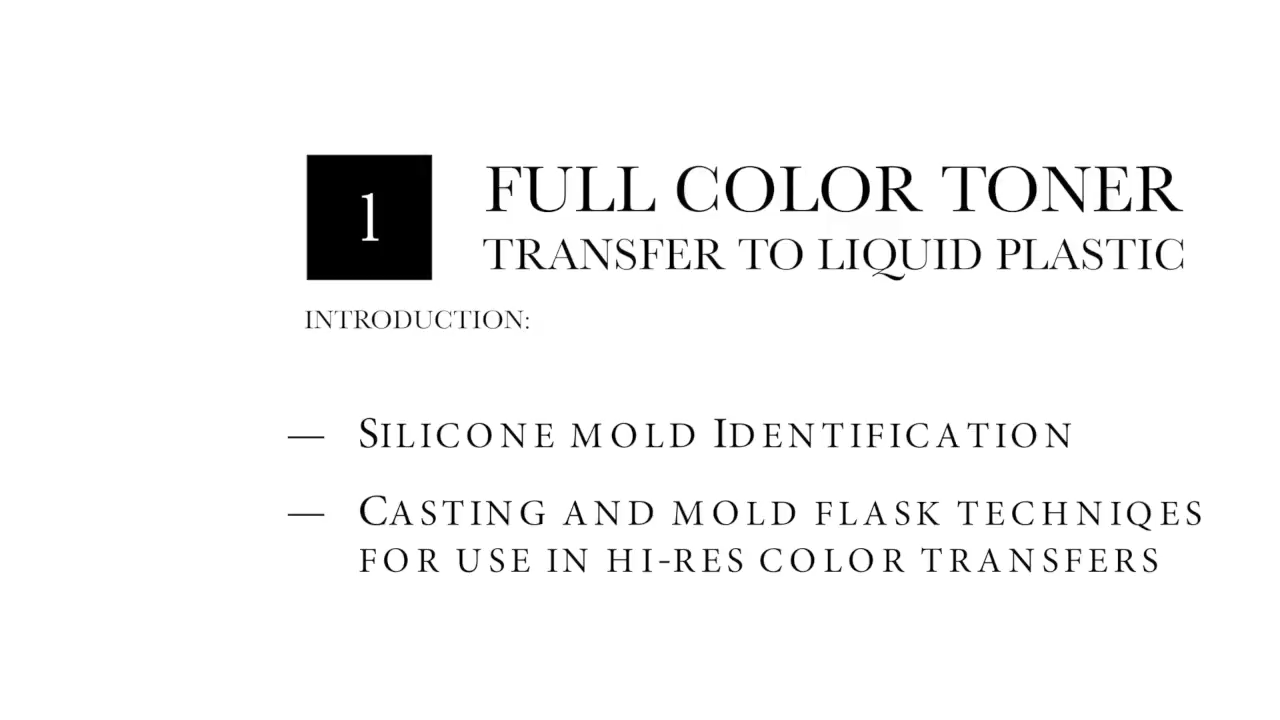 1
FULL COLOR TONER
TRANSFER TO LIQUID PLASTIC
INTRODUCTION:
— SILICONE MOLD IDENTIFICATION
— CASTING AND MOLD FLASK TECHNIQES
FOR USE IN HI-RES COLOR TRANSFERS